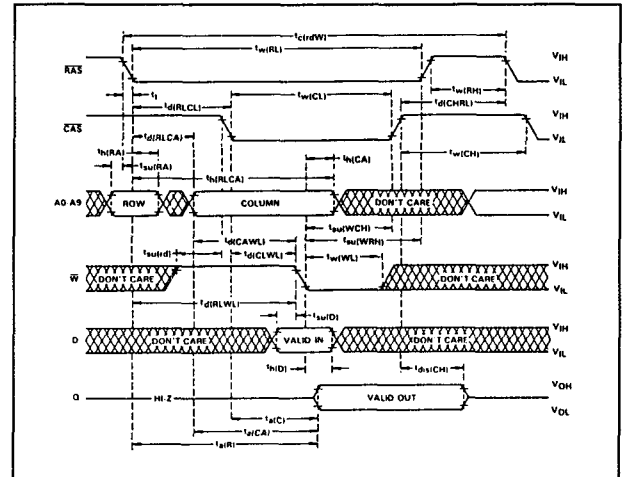 tc(rdW)
tw(RL)
VIH
RAS
VIL
tt
tw(RH)
td(RLCL)
tw(CL)
td(CHRL)
VIH
CAS
VIL
td(RLCA)
tw(CH)
th(RA)
tsu(RA)
th(CA)
th(RLCA)
A0-A9
ROW
COLUMN
DON'T CARE
VIH
VIL
tsu(WCH)
td(CAWL)
tsu(WRH)
tsu(rd)
td(CLWL)
tw(WL)
W
DON'T CARE
DON'T CARE
VIH
VIL
td(RLWL)
tsu(D)
D
DON'T CARE
VALID IN
DON'T CARE
VIH
VIL
th(D)
tdis(CH)
Q
HI-Z
VALID OUT
VOH
VOL
ta(C)
ta(CA)
ta(R)